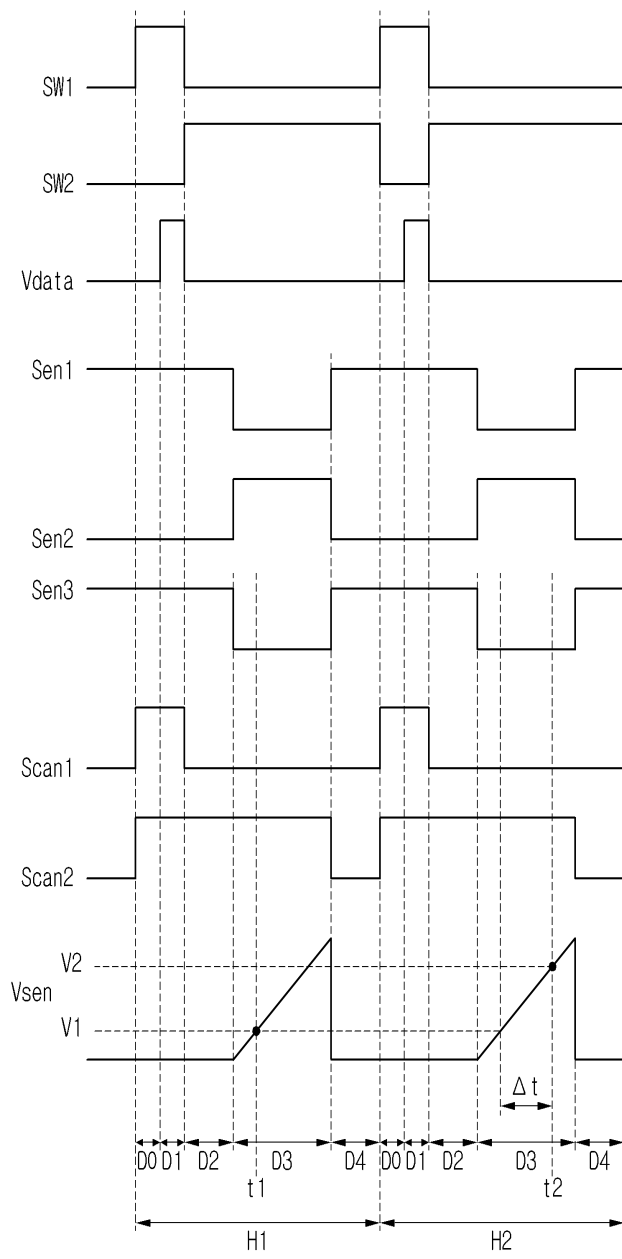 SW1
SW2
Vdata
Sen1
Sen2
Sen3
Scan1
Scan2
V2
Vsen
V1
Δt
D0 D1 D2 D3 D4 D0 D1 D2 D3 D4
t1 t2
H1 H2